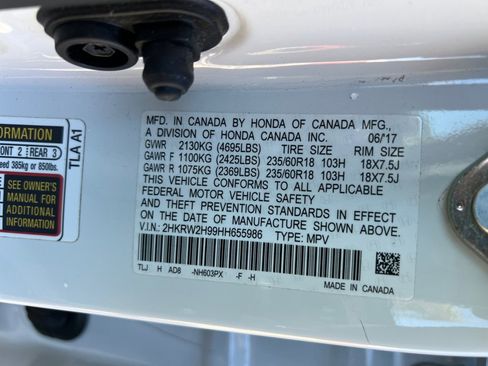 TLA A1
ORMATION
ONT 2 REAR 3
eed 385kg or 850lbs.
SEE OWNER'S
MANUAL FOR
ADDITIONAL
INFORMATION
MFD. IN CANADA BY HONDA OF CANADA MFG.,
A DIVISION OF HONDA CANADA INC. 06/17
GVWR 2130KG (4695LBS) TIRE SIZE RIM SIZE
GAWR F 1100KG (2425LBS) 235/60R18 103H 18X7.5J
GAWR R 1075KG (2369LBS) 235/60R18 103H 18X7.5J
THIS VEHICLE CONFORMS TO ALL APPLICABLE
FEDERAL MOTOR VEHICLE SAFETY
AND THEFT PREVENTION STANDARDS IN EFFECT
ON THE DATE OF MANUFACTURE SHOWN ABOVE.
V.I.N.: 2HKRW2H99HH655986 TYPE: MPV
TLJ H AD8 -NH603PX -F -H
MADE IN CANADA